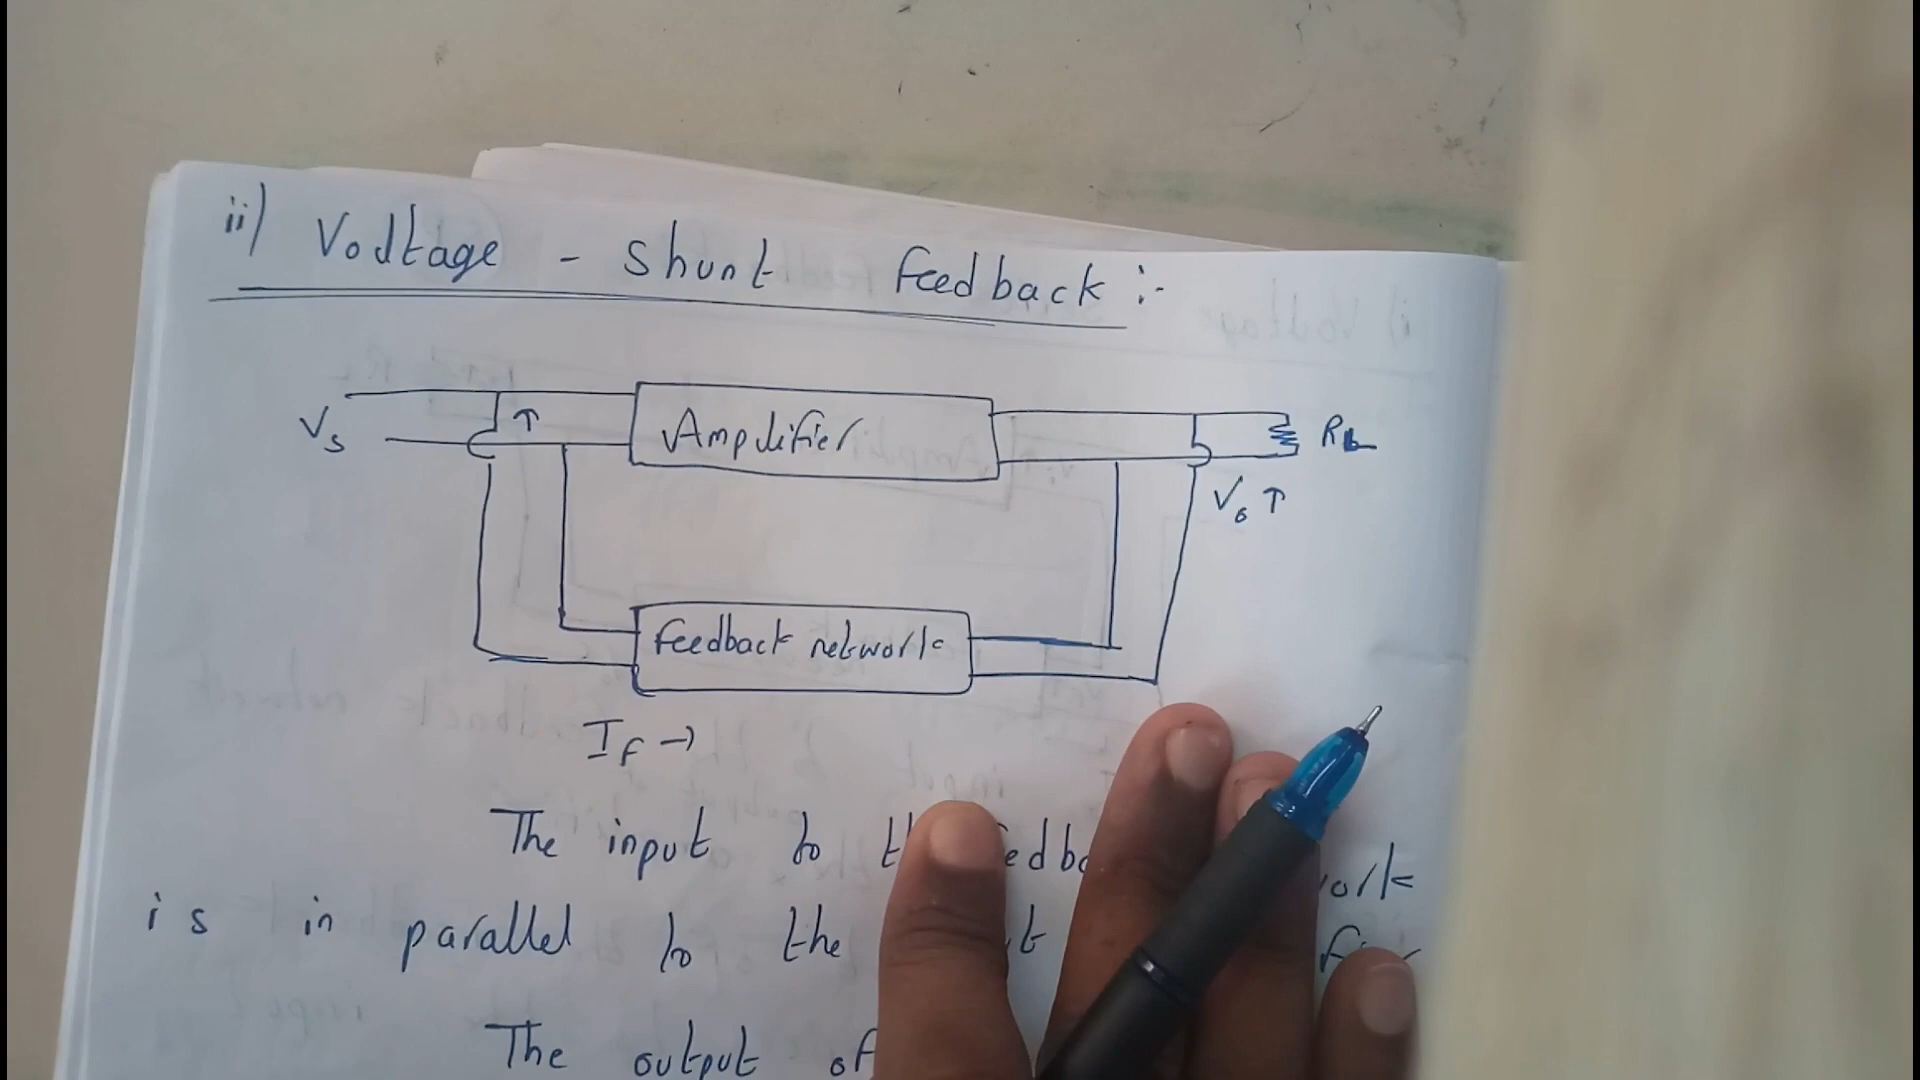 ii) Voltage - shunt feedback :-
Vs ↑ Amplifier RL
Vo ↑
feedback network
If →
The input to
is in parallel to the
The output of